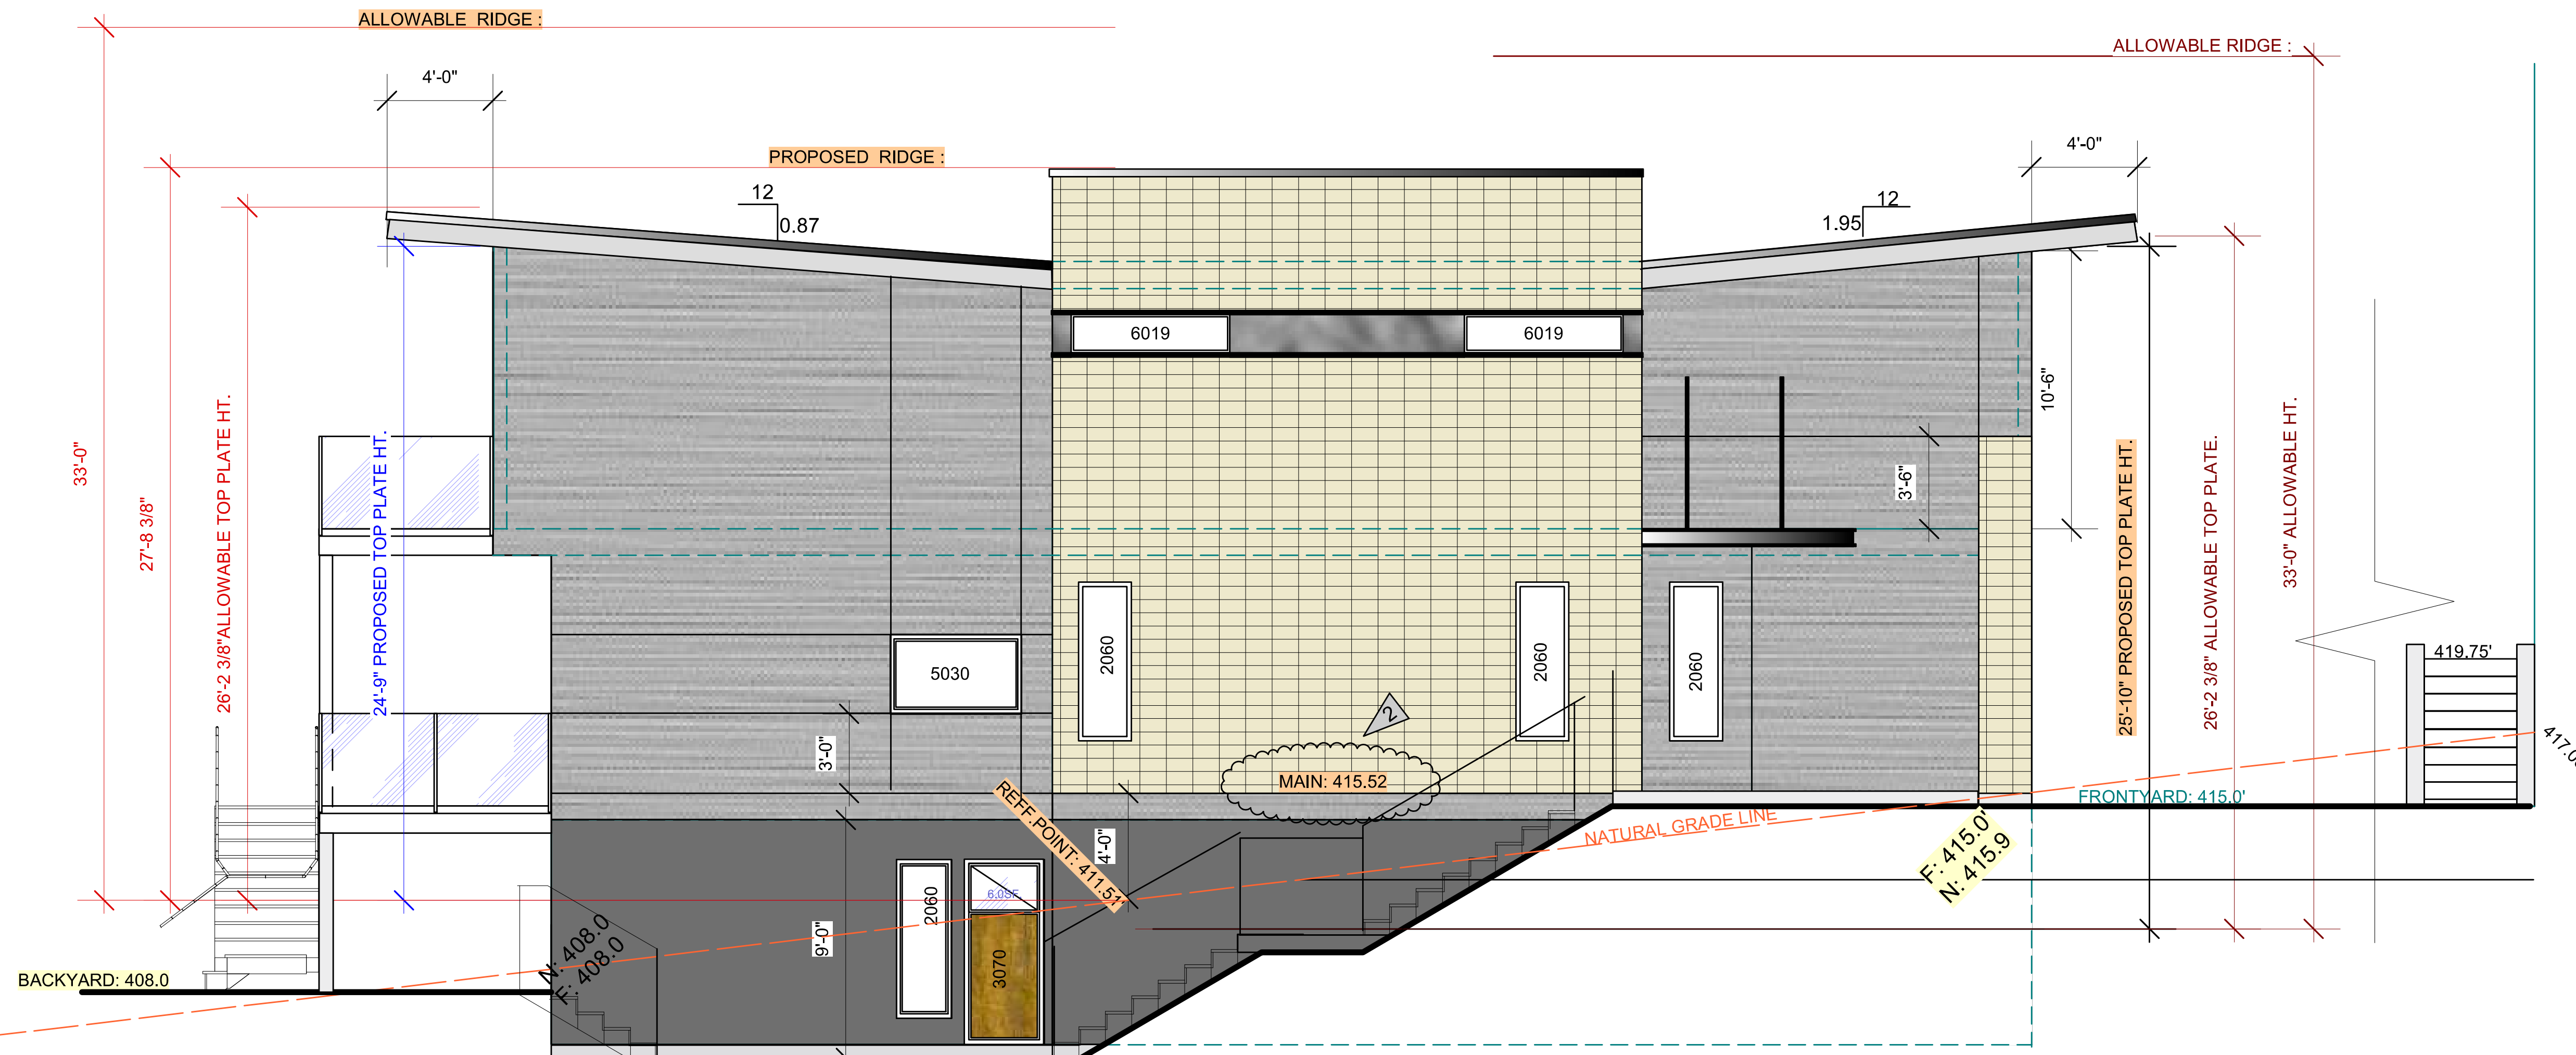 ALLOWABLE RIDGE :
ALLOWABLE RIDGE :
4'-0"
4'-0"
PROPOSED RIDGE :
12
0.87
12
1.95
6019
6019
10'-6"
3'-6"
33'-0"
27'-8 3/8"
26'-2 3/8"ALLOWABLE TOP PLATE HT.
24'-9" PROPOSED TOP PLATE HT.
25'-10" PROPOSED TOP PLATE HT.
26'-2 3/8" ALLOWABLE TOP PLATE.
33'-0" ALLOWABLE HT.
5030
2060
2060
2060
419.75'
2
3'-0"
MAIN: 415.52
REFF.POINT: 411.51'
4'-0"
NATURAL GRADE LINE
FRONTYARD: 415.0'
F: 415.0'
N: 415.9
2060
6.0SF
3070
9'-0"
N: 408.0
F: 408.0
BACKYARD: 408.0